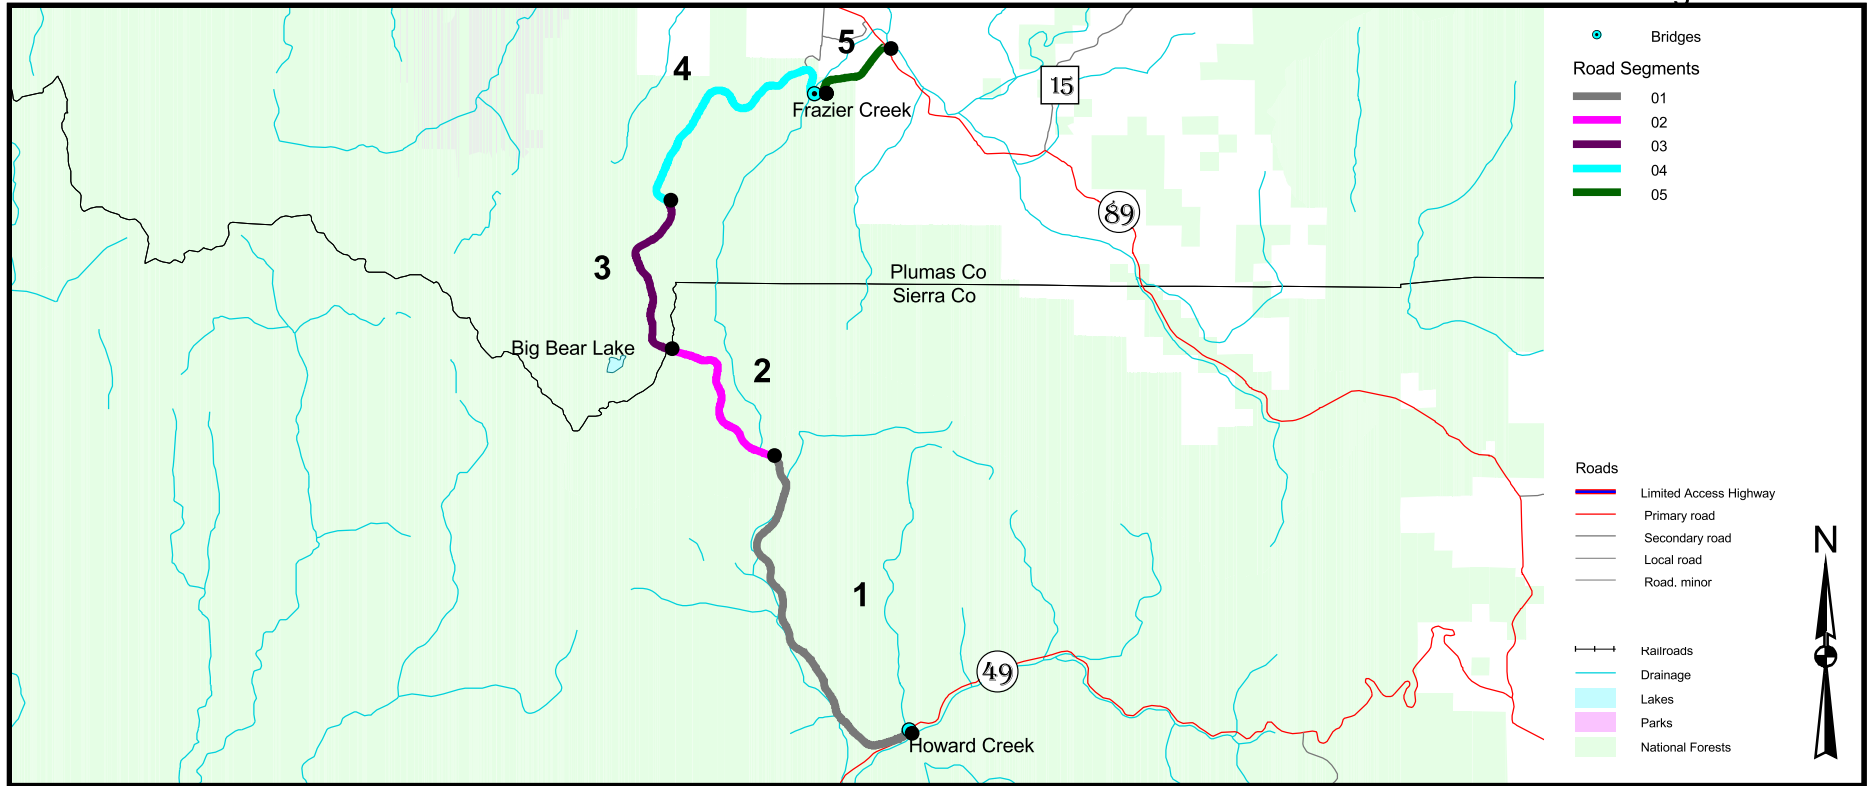 5
4
15
Frazier Creek
89
3
Plumas Co
Sierra Co
Big Bear Lake
2
1
49
Howard Creek
Bridges
Road Segments
01
02
03
04
05
Roads
Limited Access Highway
Primary road
Secondary road
Local road
Road, minor
Railroads
Drainage
Lakes
Parks
National Forests
N